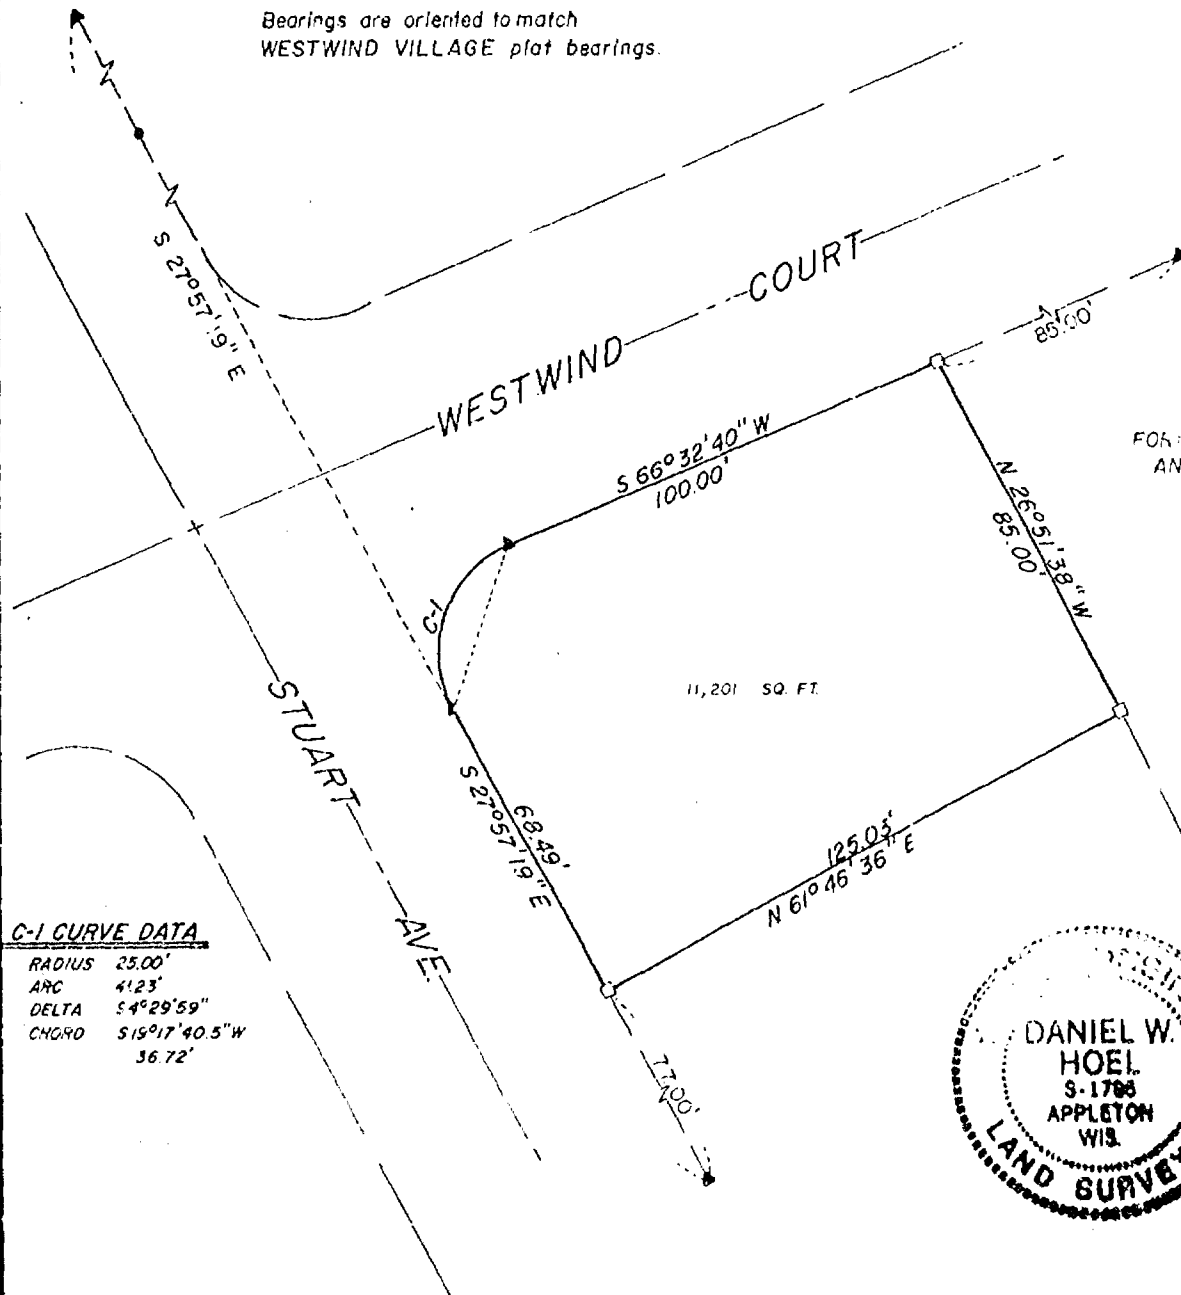 Bearings are oriented to match
WESTWIND VILLAGE plat bearings.
S 27°57'19" E
WESTWIND COURT
85.00'
S 66°32'40" W
100.00'
N 26°51'38" W
85.00'
AN
C-1
11,201 SQ. FT.
STUART AVE.
68.49'
S 27°57'19" E
125.03'
N 61°46'36" E
77.00'
C-1 CURVE DATA
RADIUS 25.00'
ARC 41.23'
DELTA 94°29'59"
CHORD S19°17'40.5"W
36.72'
DANIEL W.
HOEL
APPLETON
WIS.
LAND SURVEY